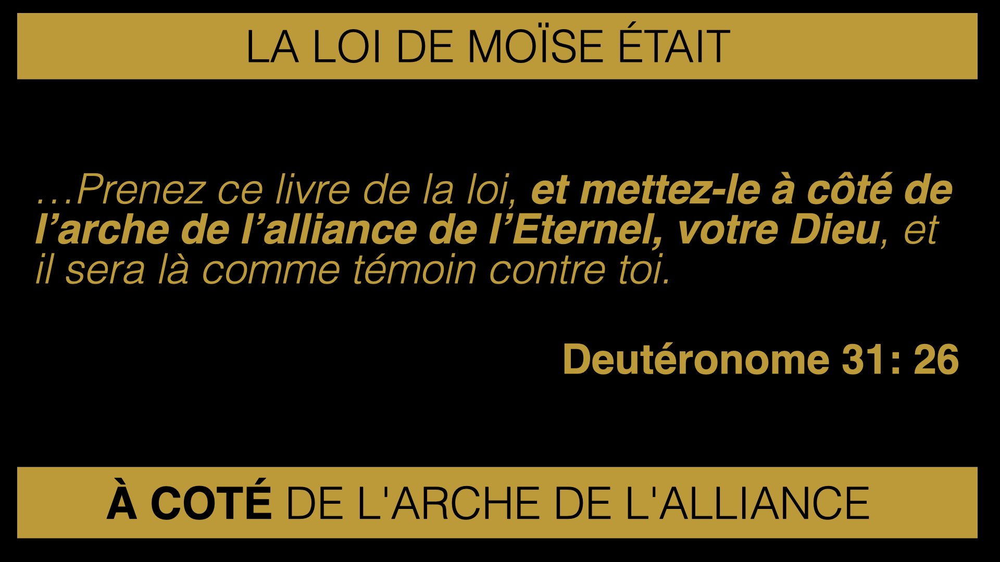 LA LOI DE MOÏSE ÉTAIT
…Prenez ce livre de la loi, et mettez-le à côté de
l’arche de l’alliance de l’Eternel, votre Dieu, et
il sera là comme témoin contre toi.
Deutéronome 31: 26
À COTÉ DE L'ARCHE DE L'ALLIANCE